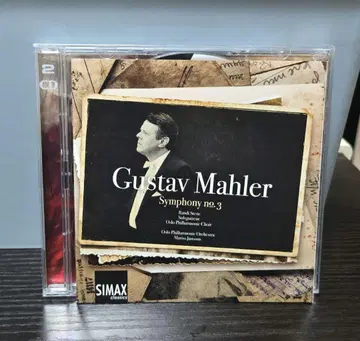 2
CD
Gustav Mahler
Symphony no. 3
Randi Stene
Sølvguttene
Oslo Philharmonic Choir
Oslo Philharmonic Orchestra
Mariss Jansons
SIMAX
classics